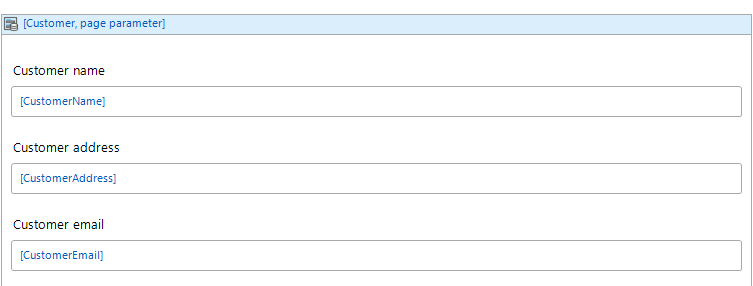 [Customer, page parameter]
Customer name
[CustomerName]
Customer address
[CustomerAddress]
Customer email
[CustomerEmail]